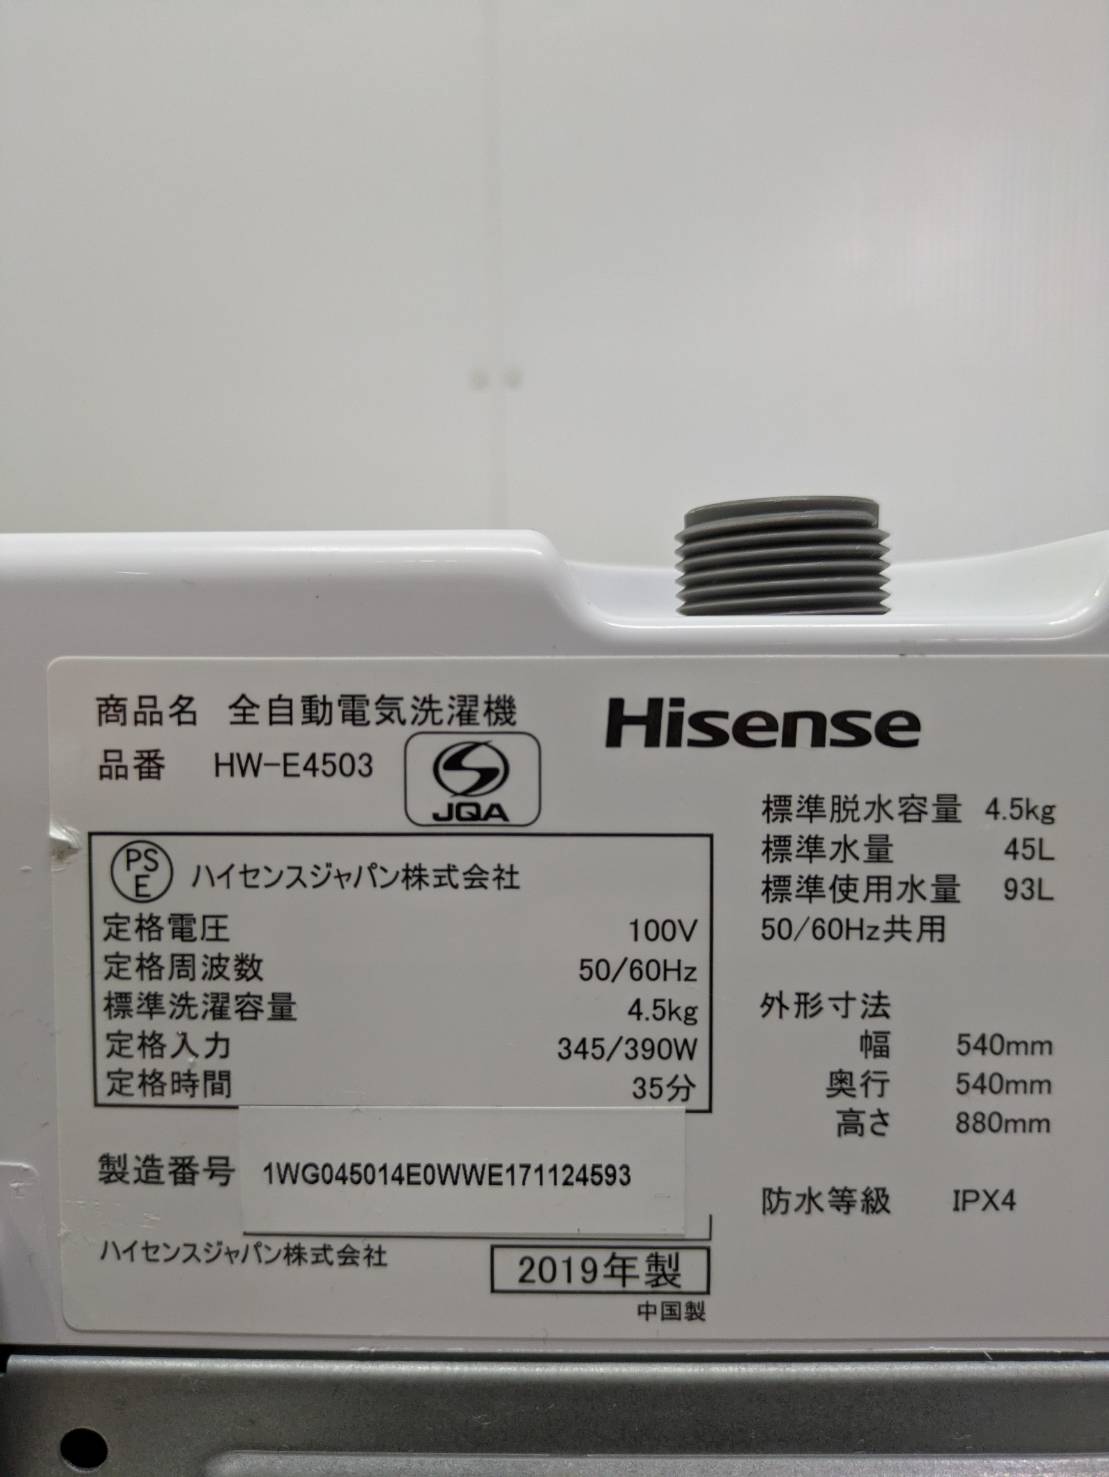 商品名 全自動電気洗濯機
品番 HW-E4503
JQA
Hisense
PS
E
ハイセンスジャパン株式会社
定格電圧 100V
定格周波数 50/60Hz
標準洗濯容量 4.5kg
定格入力 345/390W
定格時間 35分
製造番号 1WG045014E0WWE171124593
ハイセンスジャパン株式会社
2019年製
中国製
標準脱水容量 4.5kg
標準水量 45L
標準使用水量 93L
50/60Hz共用
外形寸法
幅 540mm
奥行 540mm
高さ 880mm
防水等級 IPX4